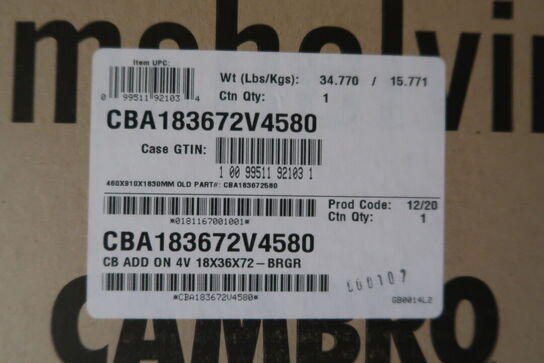 mobelvin
Item UPC:
0 99511 92103 4
Wt (Lbs/Kgs): 34.770 / 15.771
Ctn Qty: 1
CBA183672V4580
Case GTIN:
1 00 99511 92103 1
460X910X1830MM OLD PART#: CBA183672580
Prod Code: 12/20
Ctn Qty: 1
*0181167001001*
CBA183672V4580
CB ADD ON 4V 18X36X72-BRGR
*CBA183672V4580*
GB0014L2
CAMBRO